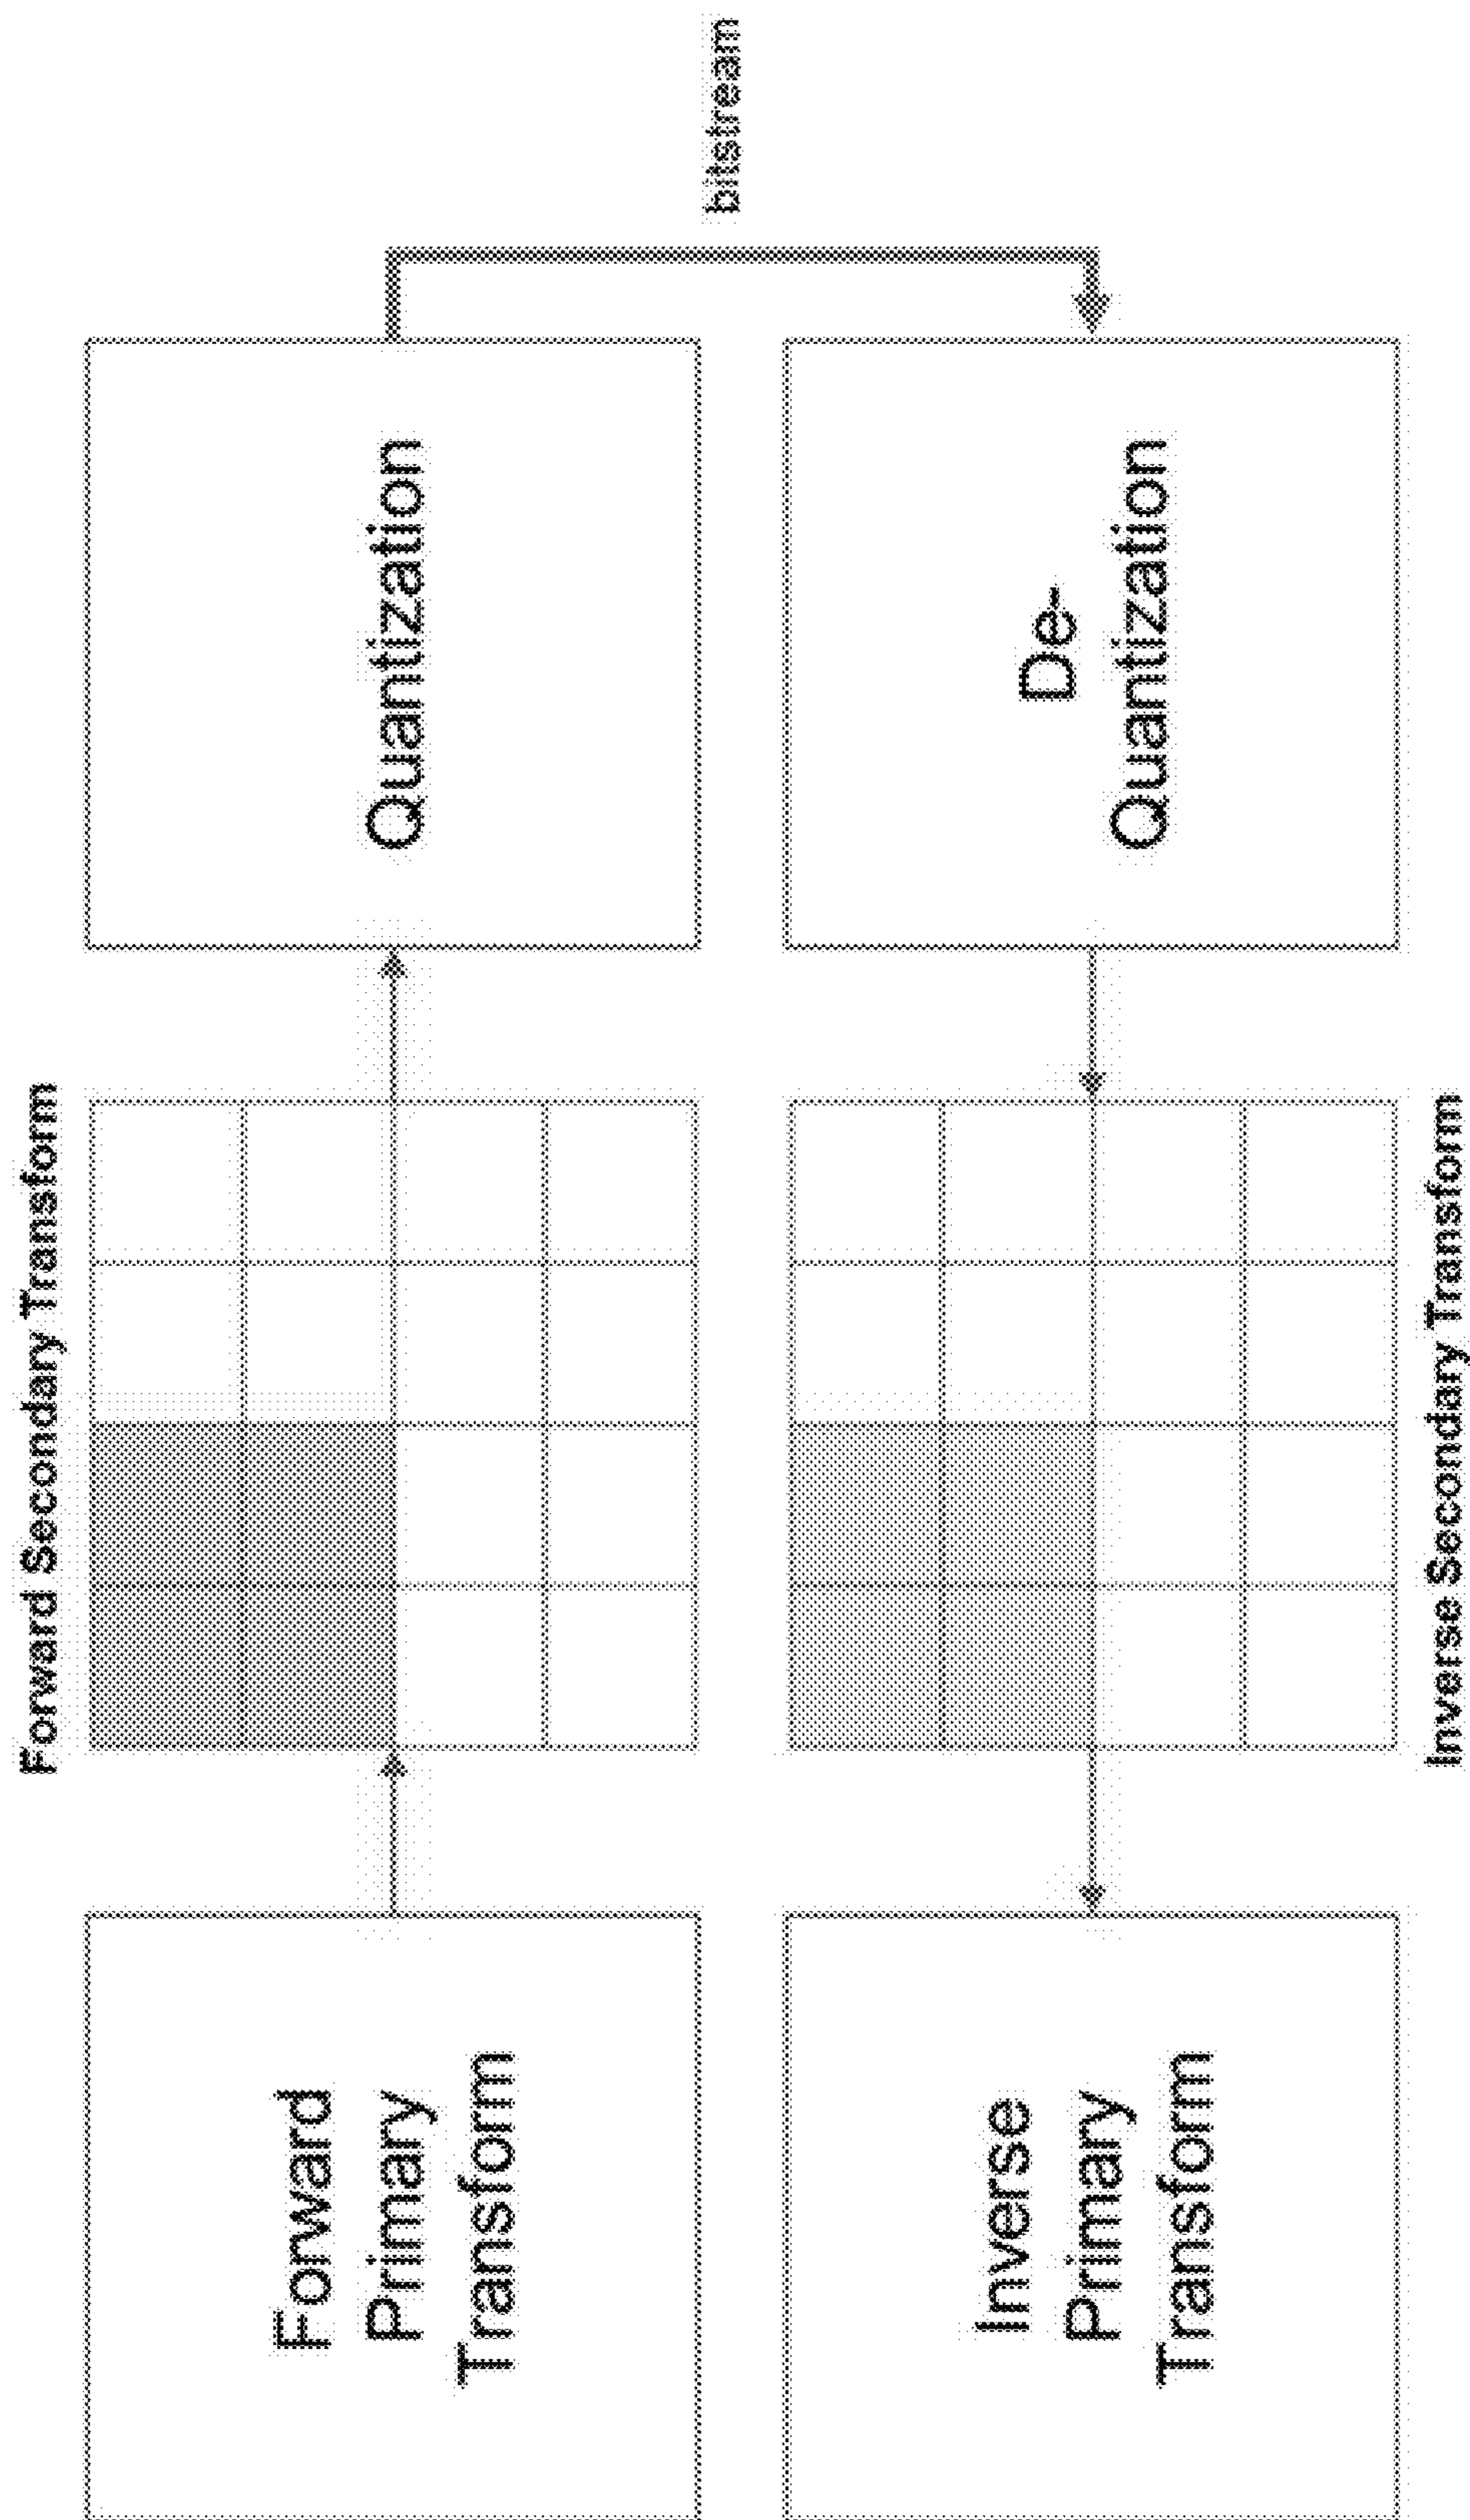 Forward Secondary Transform
Forward
Primary
Transform
Quantization
bitstream
Inverse
Primary
Transform
De-
Quantization
Inverse Secondary Transform